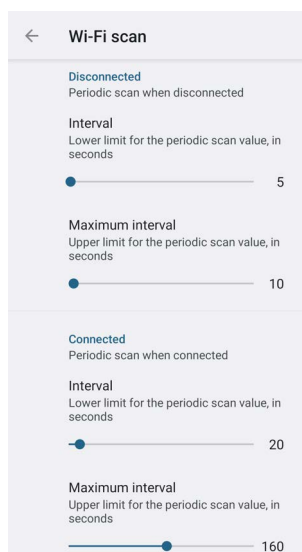 Wi-Fi scan
Disconnected
Periodic scan when disconnected
Interval
Lower limit for the periodic scan value, in
seconds
5
Maximum interval
Upper limit for the periodic scan value, in
seconds
10
Connected
Periodic scan when connected
Interval
Lower limit for the periodic scan value, in
seconds
20
Maximum interval
Upper limit for the periodic scan value, in
seconds
160